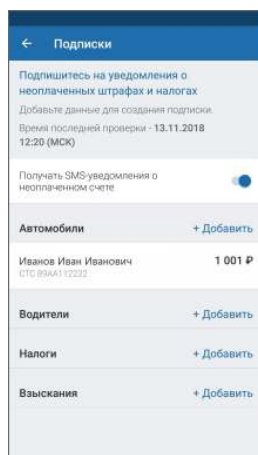 ← Подписки
Подпишитесь на уведомления о
неоплаченных штрафах и налогах
Добавьте данные для создания подписки.
Время последней проверки - 13.11.2018
12:20 (МСК)
Получать SMS-уведомления о
неоплаченном счете
Автомобили + Добавить
Иванов Иван Иванович 1 001 ₽
СТС 99АА112232
Водители + Добавить
Налоги + Добавить
Взыскания + Добавить